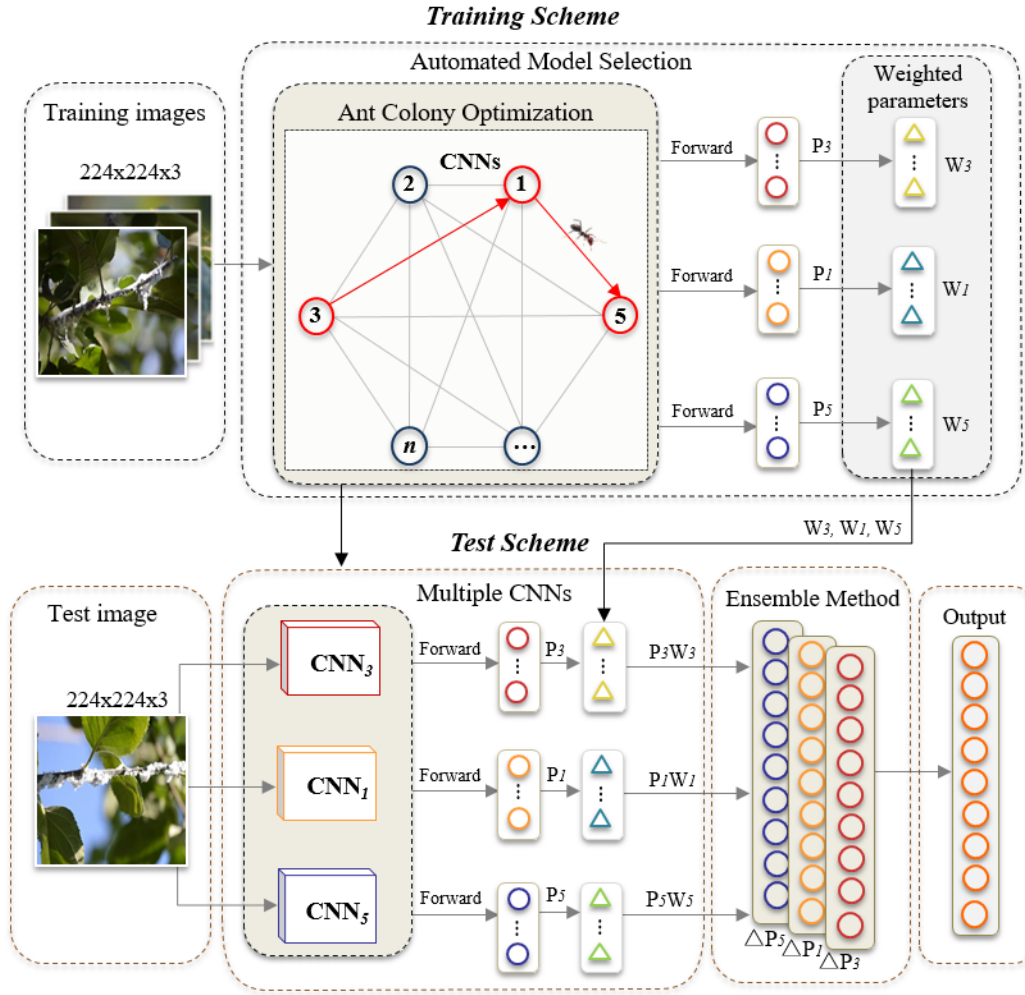 Training Scheme
Automated Model Selection
Training images
224x224x3
Ant Colony Optimization
CNNs
2
1
3
5
n
...
Forward
P3
Forward
P1
Forward
P5
Weighted
parameters
W3
W1
W5
W3, W1, W5
Test Scheme
Test image
224x224x3
Multiple CNNs
CNN3
CNN1
CNN5
Forward
P3
P3W3
Forward
P1
P1W1
Forward
P5
P5W5
Ensemble Method
△P5
△P1
△P3
Output